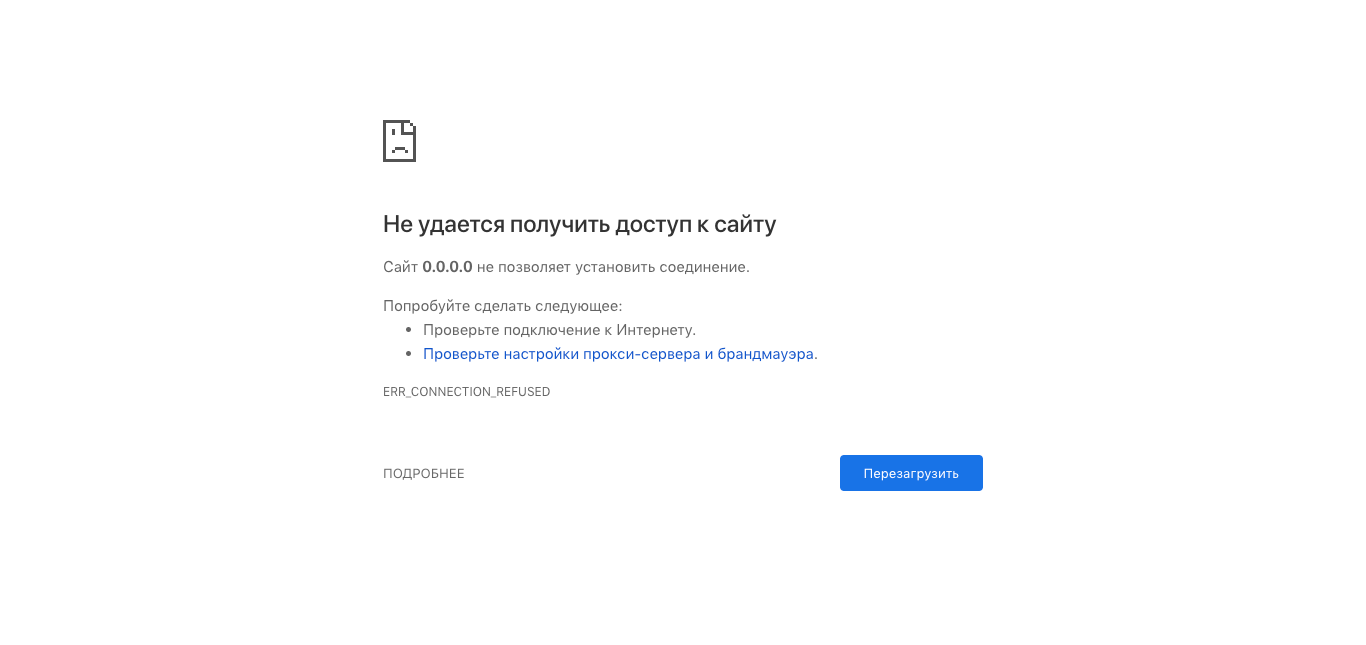 Не удается получить доступ к сайту
Сайт 0.0.0.0 не позволяет установить соединение.
Попробуйте сделать следующее:
• Проверьте подключение к Интернету.
• Проверьте настройки прокси-сервера и брандмауэра.
ERR_CONNECTION_REFUSED
ПОДРОБНЕЕ
Перезагрузить